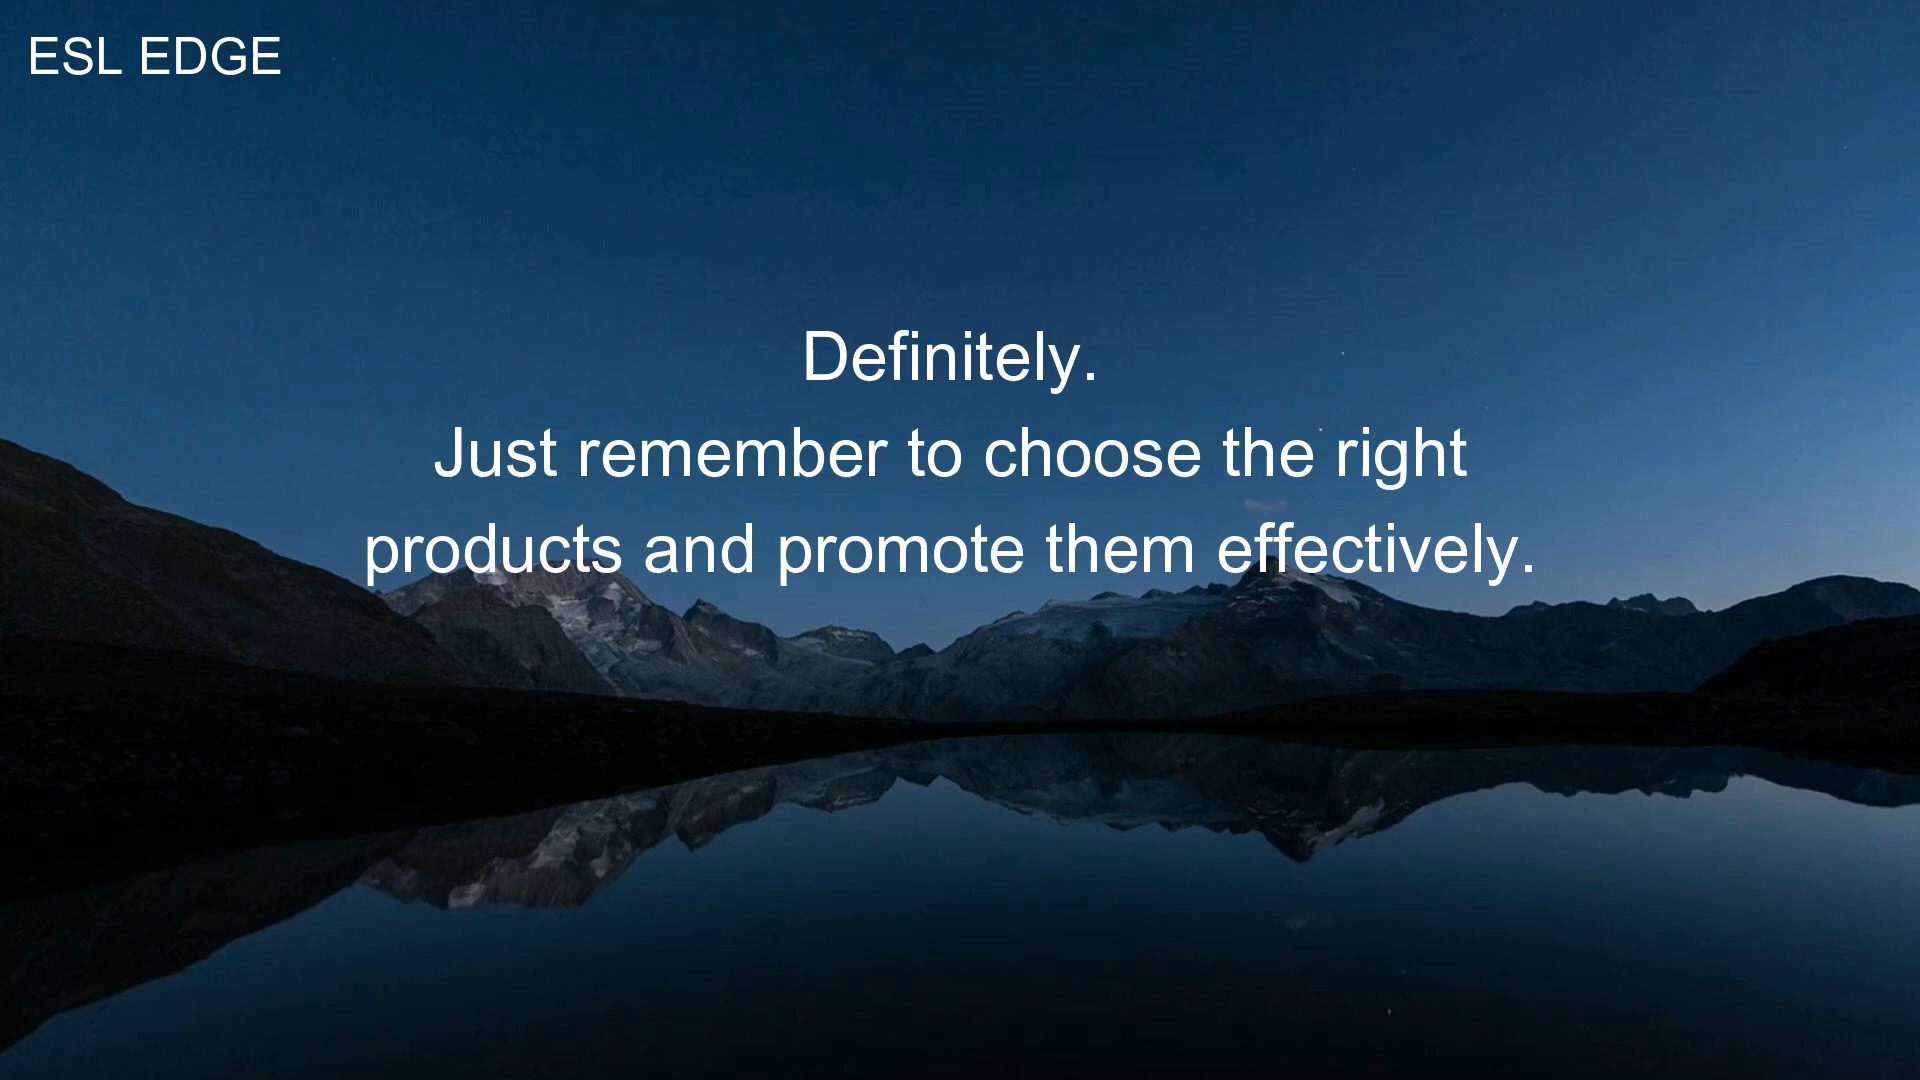 ESL EDGE
Definitely.
Just remember to choose the right
products and promote them effectively.